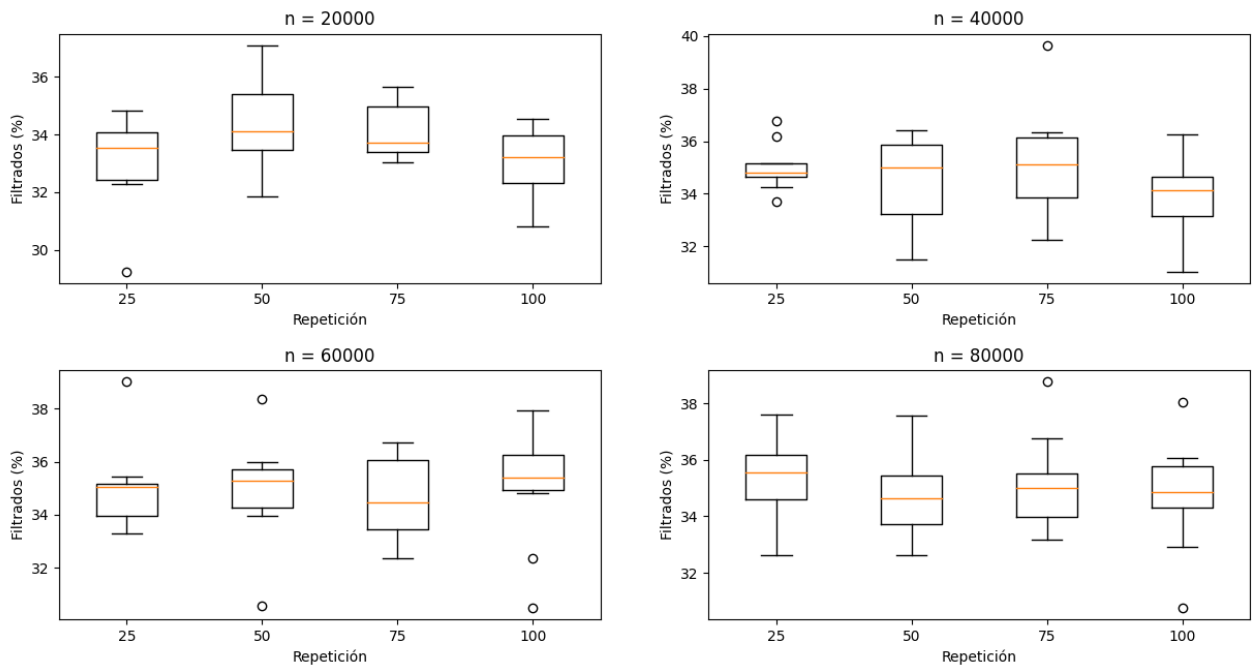 n = 20000
36
34
32
30
Filtrados (%)
25 50 75 100
Repetición
n = 40000
40
38
36
34
32
Filtrados (%)
25 50 75 100
Repetición
n = 60000
38
36
34
32
Filtrados (%)
25 50 75 100
Repetición
n = 80000
38
36
34
32
Filtrados (%)
25 50 75 100
Repetición